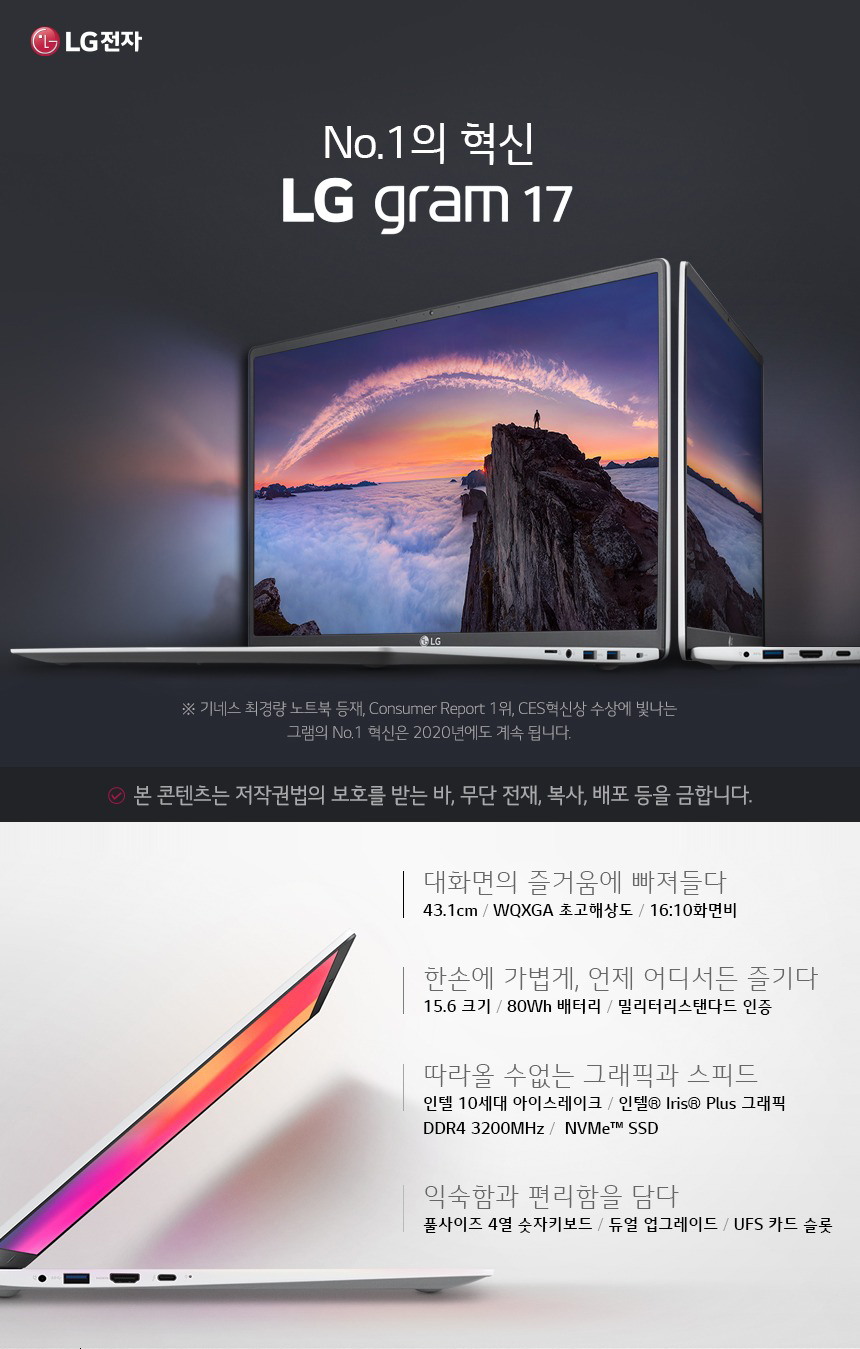 LG전자
No.1의 혁신
LG gram 17
LG
※ 기네스 최경량 노트북 등재, Consumer Report 1위, CES혁신상 수상에 빛나는
그램의 No.1 혁신은 2020년에도 계속 됩니다.
본 콘텐츠는 저작권법의 보호를 받는 바, 무단 전재, 복사, 배포 등을 금합니다.
대화면의 즐거움에 빠져들다
43.1cm / WQXGA 초고해상도 / 16:10화면비
한손에 가볍게, 언제 어디서든 즐기다
15.6 크기 / 80Wh 배터리 / 밀리터리스탠다드 인증
따라올 수없는 그래픽과 스피드
인텔 10세대 아이스레이크 / 인텔® Iris® Plus 그래픽
DDR4 3200MHz / NVMe™ SSD
익숙함과 편리함을 담다
풀사이즈 4열 숫자키보드 / 듀얼 업그레이드 / UFS 카드 슬롯